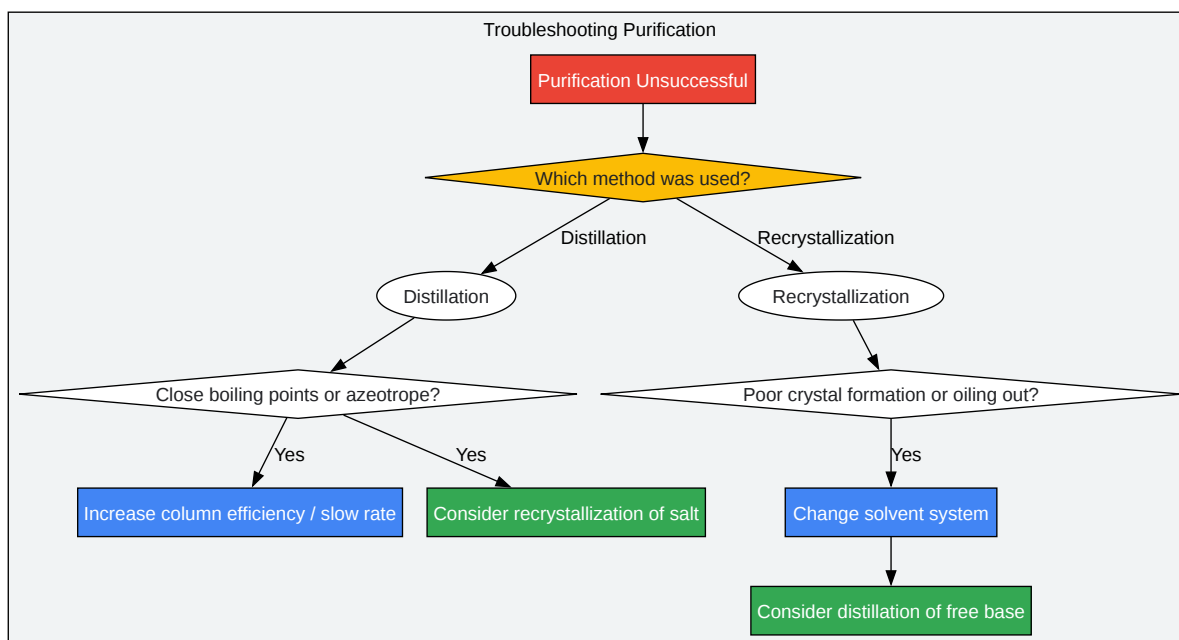 Troubleshooting Purification
Purification Unsuccessful
Which method was used?
Distillation
Recrystallization
Distillation
Recrystallization
Close boiling points or azeotrope?
Poor crystal formation or oiling out?
Yes
Yes
Yes
Increase column efficiency / slow rate
Consider recrystallization of salt
Change solvent system
Consider distillation of free base